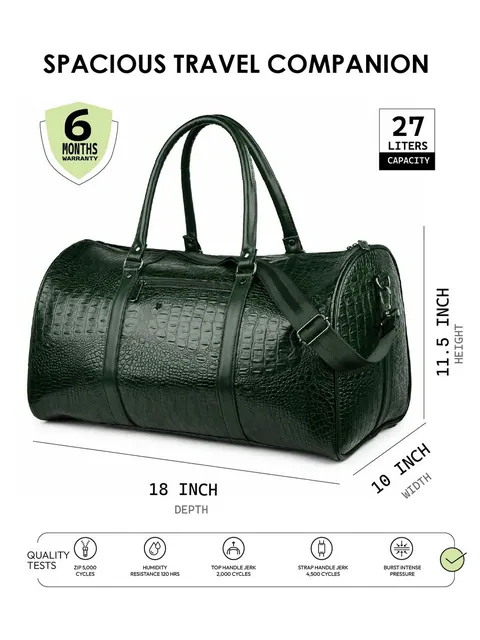 SPACIOUS TRAVEL COMPANION
6
MONTHS
WARRANTY
27
LITERS
CAPACITY
11.5 INCH
HEIGHT
10 INCH
WIDTH
18 INCH
DEPTH
QUALITY
TESTS
ZIP 5,000
CYCLES
HUMIDITY
RESISTANCE 120 HRS
TOP HANDLE JERK
2,000 CYCLES
STRAP HANDLE JERK
4,500 CYCLES
BURST INTENSE
PRESSURE